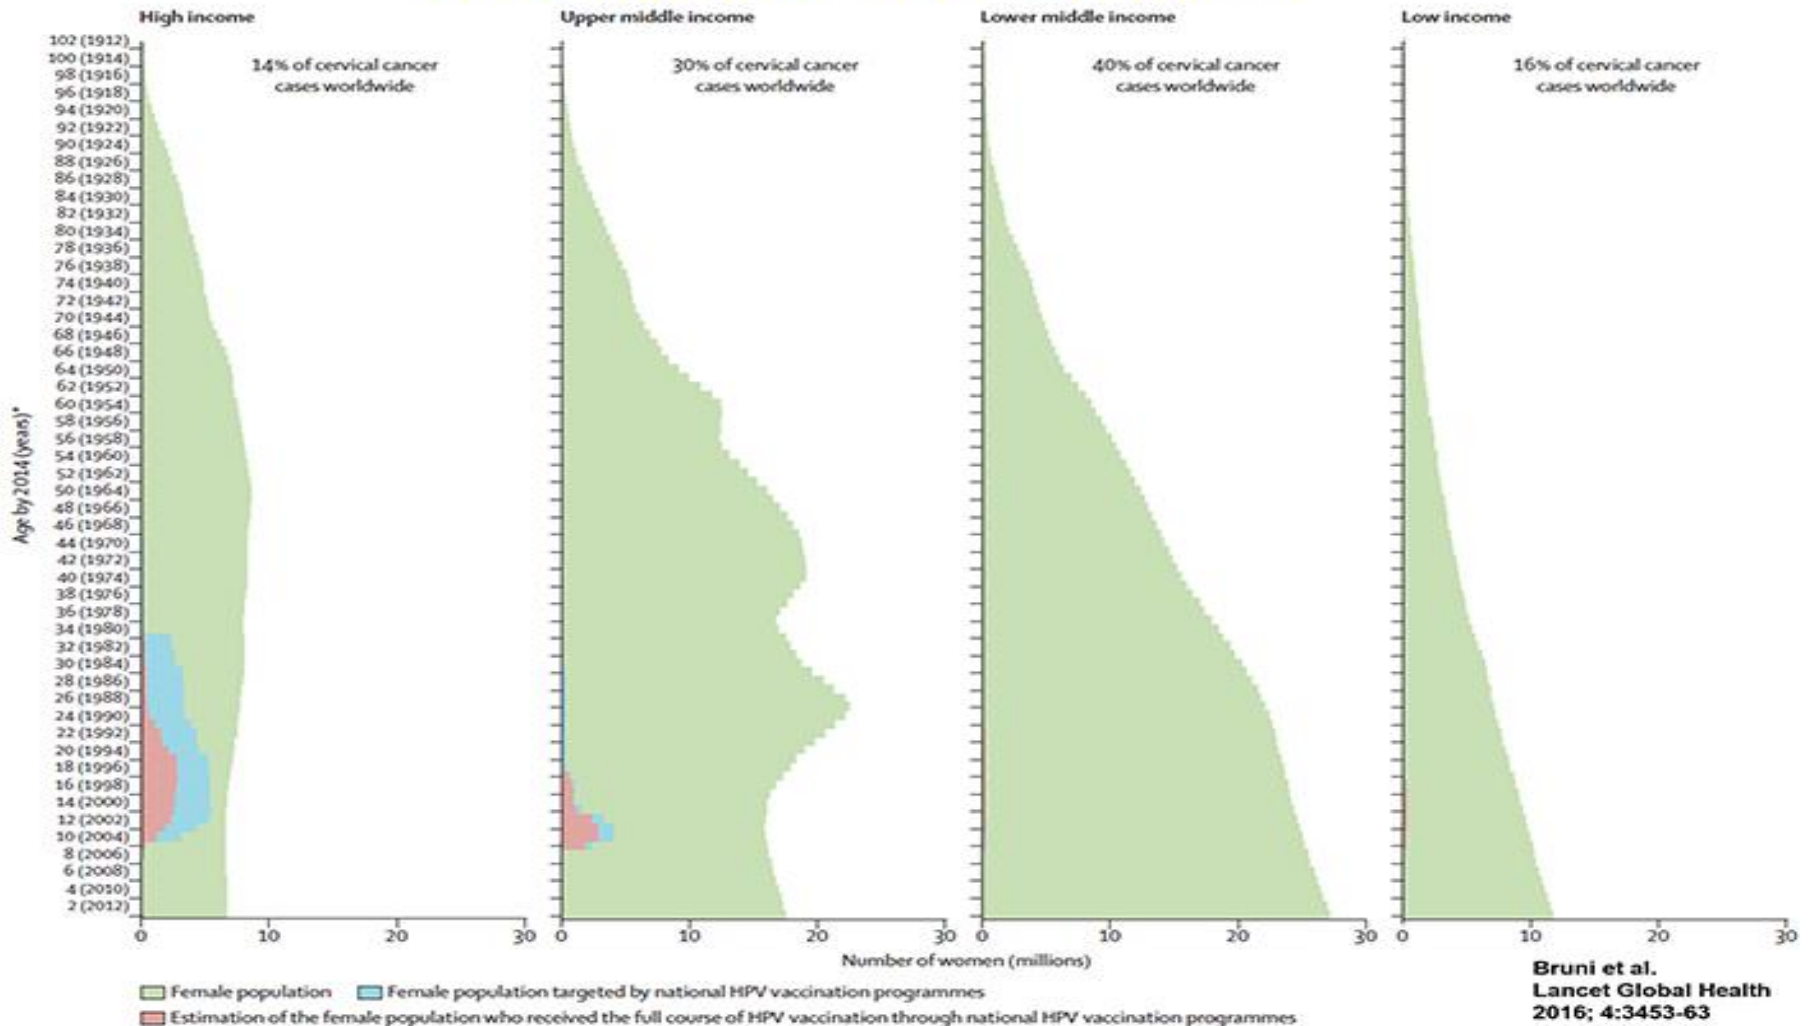 High income
Upper middle income
Lower middle income
Low income
14% of cervical cancer
cases worldwide
30% of cervical cancer
cases worldwide
40% of cervical cancer
cases worldwide
16% of cervical cancer
cases worldwide
Age by 2014 (years)*
102 (1912)
100 (1914)
98 (1916)
96 (1918)
94 (1920)
92 (1922)
90 (1924)
88 (1926)
86 (1928)
84 (1930)
82 (1932)
80 (1934)
78 (1936)
76 (1938)
74 (1940)
72 (1942)
70 (1944)
68 (1946)
66 (1948)
64 (1950)
62 (1952)
60 (1954)
58 (1956)
56 (1958)
54 (1960)
52 (1962)
50 (1964)
48 (1966)
46 (1968)
44 (1970)
42 (1972)
40 (1974)
38 (1976)
36 (1978)
34 (1980)
32 (1982)
30 (1984)
28 (1986)
26 (1988)
24 (1990)
22 (1992)
20 (1994)
18 (1996)
16 (1998)
14 (2000)
12 (2002)
10 (2004)
8 (2006)
6 (2008)
4 (2010)
2 (2012)
0 10 20 30
0 10 20 30
0 10 20 30
0 10 20 30
Number of women (millions)
Female population
Female population targeted by national HPV vaccination programmes
Estimation of the female population who received the full course of HPV vaccination through national HPV vaccination programmes
Bruni et al.
Lancet Global Health
2016; 4:3453-63